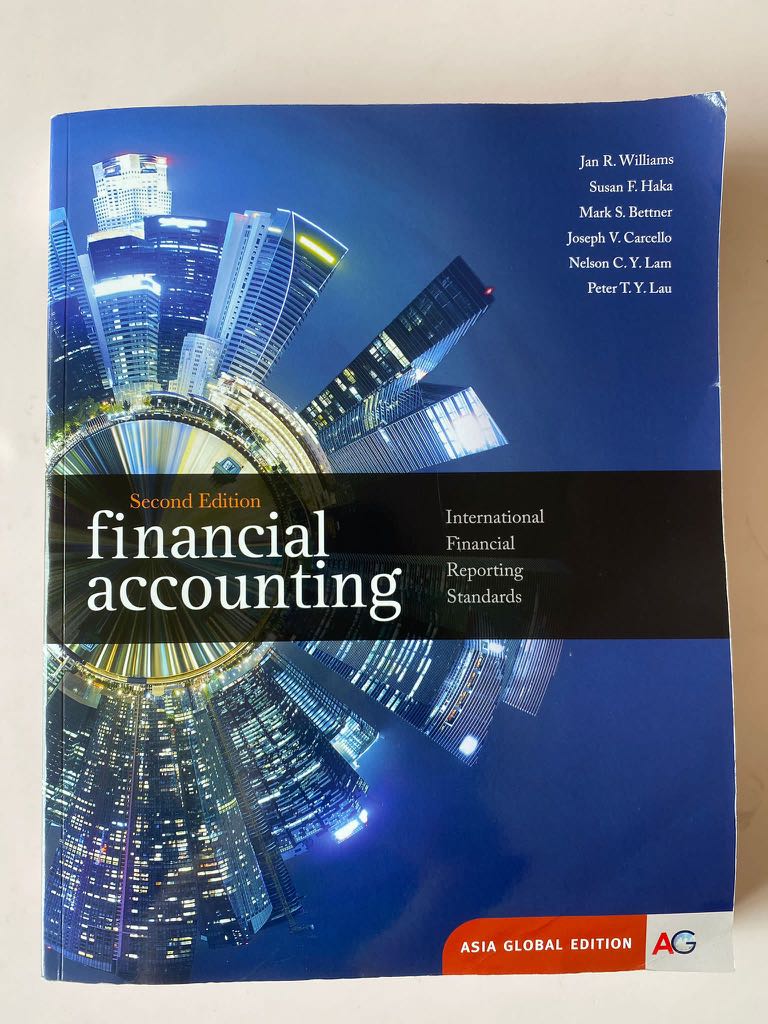 Jan R. Williams
Susan F. Haka
Mark S. Bettner
Joseph V. Carcello
Nelson C. Y. Lam
Peter T. Y. Lau
Second Edition
financial
accounting
International
Financial
Reporting
Standards
ASIA GLOBAL EDITION
AG